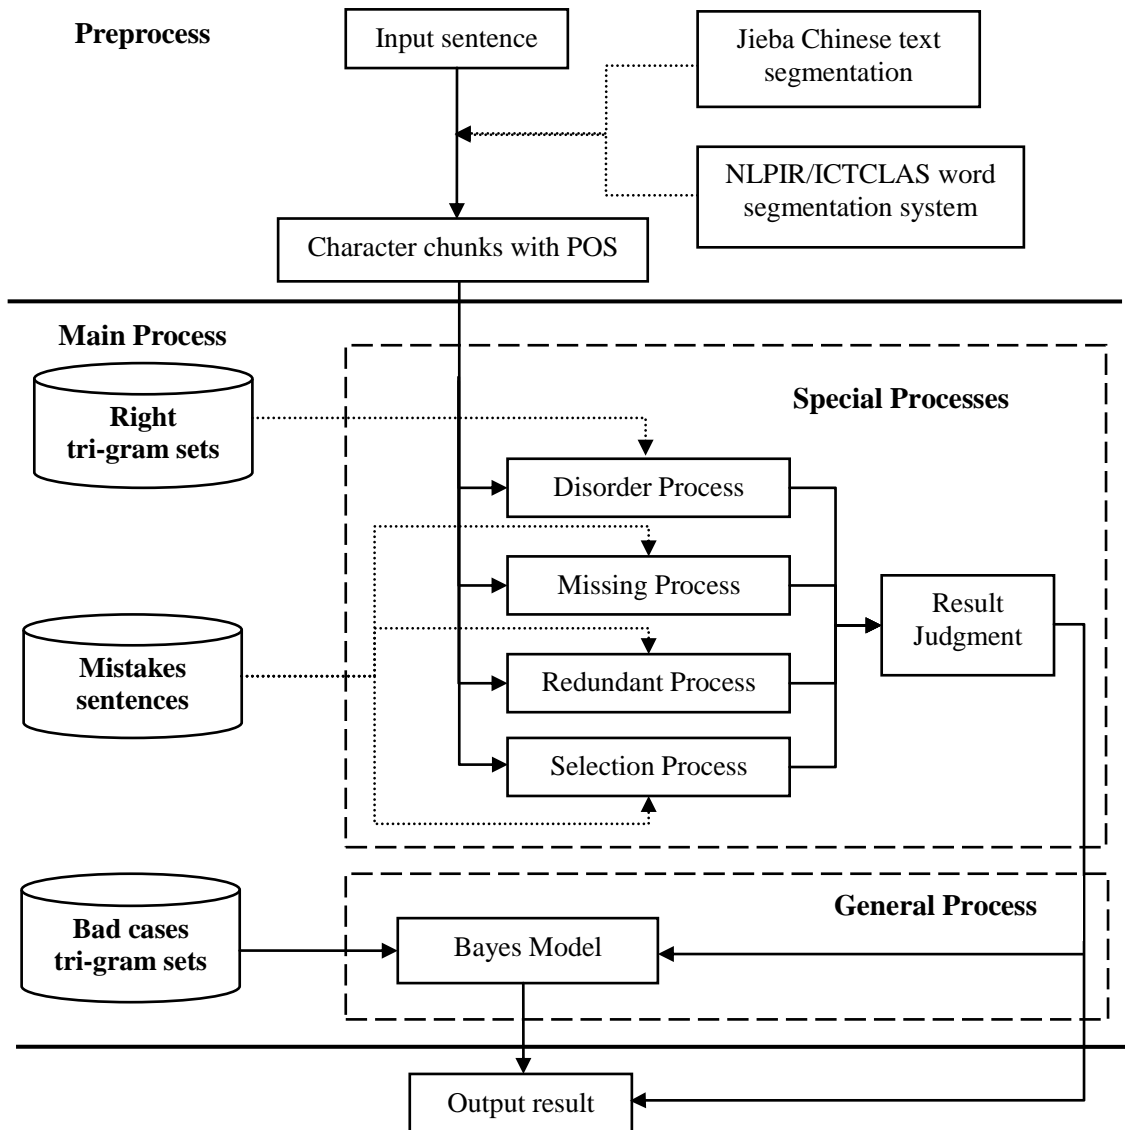 Preprocess
Input sentence
Jieba Chinese text
segmentation
NLPIR/ICTCLAS word
segmentation system
Character chunks with POS
Main Process
Right
tri-gram sets
Special Processes
Disorder Process
Missing Process
Result
Judgment
Mistakes
sentences
Redundant Process
Selection Process
Bad cases
tri-gram sets
General Process
Bayes Model
Output result